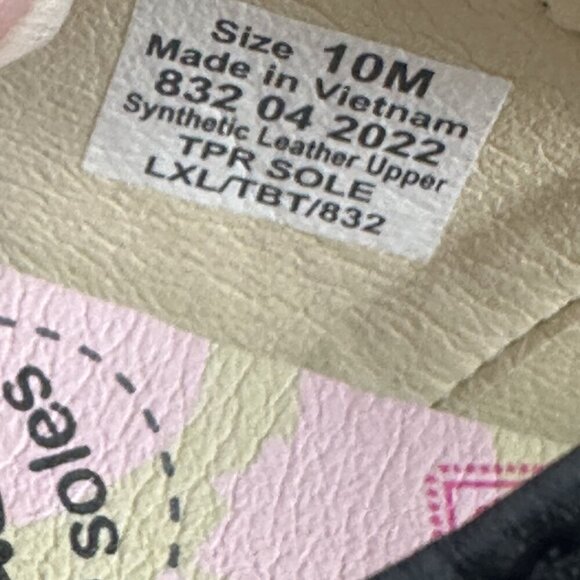 Size 10M
Made in Vietnam
832 04 2022
Synthetic Leather Upper
TPR SOLE
LXL/TBT/832
soles